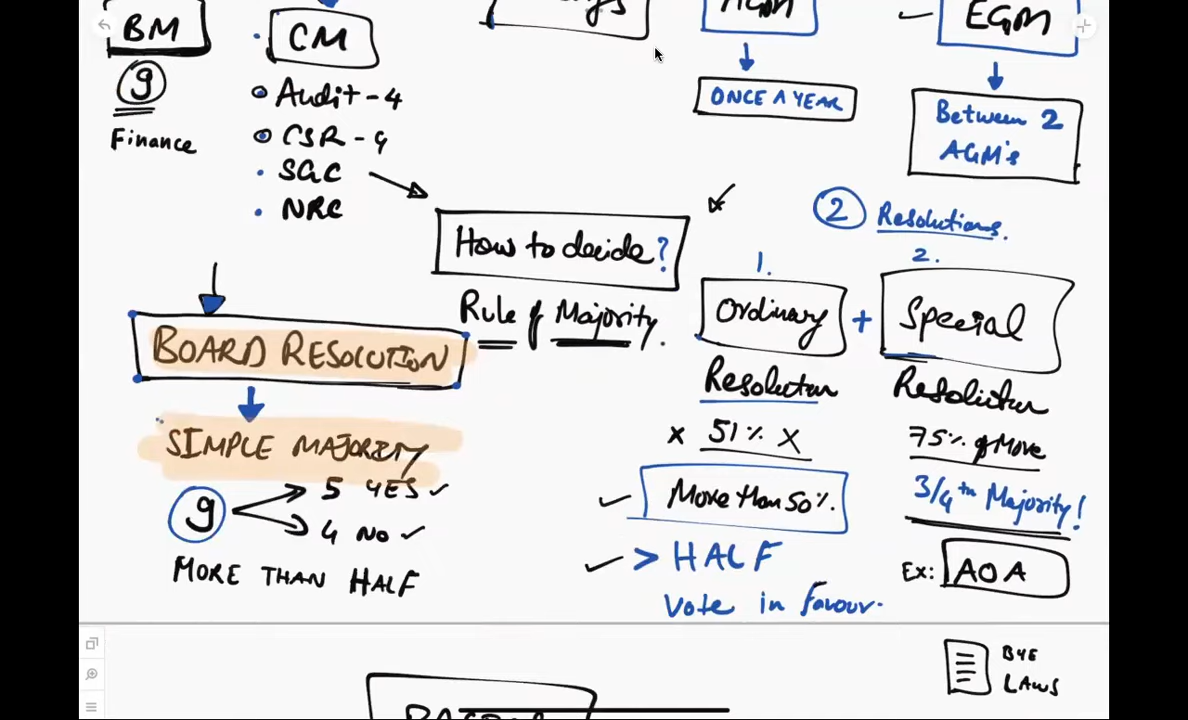 BM
9
Finance
CM
Audit-4
CSR-4
SGC
NRC
AGM
ONCE A YEAR
EGM
Between 2
AGM's
How to decide?
Rule of Majority.
2 Resolutions.
1.
Ordinary
Resolution
x 51% x
More than 50%.
> HALF
Vote in favour.
+
2.
Special
Resolution
75% of More
3/4th Majority!
Ex: AOA
BOARD RESOLUTION
SIMPLE MAJORITY
9
5 YES
4 NO
MORE THAN HALF
BYE
LAWS